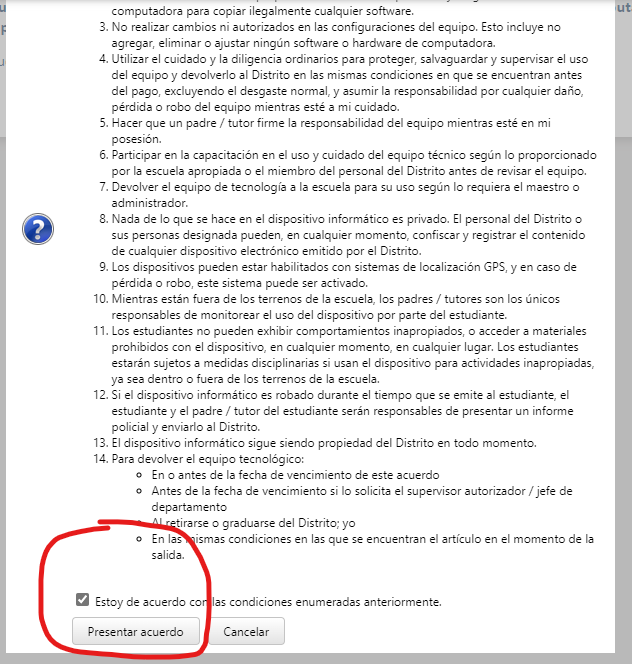 computadora para copiar ilegalmente cualquier software.
3. No realizar cambios ni autorizados en las configuraciones del equipo. Esto incluye no
agregar, eliminar o ajustar ningún software o hardware de computadora.
4. Utilizar el cuidado y la diligencia ordinarios para proteger, salvaguardar y supervisar el uso
del equipo y devolverlo al Distrito en las mismas condiciones en que se encuentran antes
del pago, excluyendo el desgaste normal, y asumir la responsabilidad por cualquier daño,
pérdida o robo del equipo mientras esté a mi cuidado.
5. Hacer que un padre / tutor firme la responsabilidad del equipo mientras esté en mi
posesión.
6. Participar en la capacitación en el uso y cuidado del equipo técnico según lo proporcionado
por la escuela apropiada o el miembro del personal del Distrito antes de revisar el equipo.
7. Devolver el equipo de tecnología a la escuela para su uso según lo requiera el maestro o
administrador.
8. Nada de lo que se hace en el dispositivo informático es privado. El personal del Distrito o
sus personas designada pueden, en cualquier momento, confiscar y registrar el contenido
de cualquier dispositivo electrónico emitido por el Distrito.
9. Los dispositivos pueden estar habilitados con sistemas de localización GPS, y en caso de
pérdida o robo, este sistema puede ser activado.
10. Mientras están fuera de los terrenos de la escuela, los padres / tutores son los únicos
responsables de monitorear el uso del dispositivo por parte del estudiante.
11. Los estudiantes no pueden exhibir comportamientos inapropiados, o acceder a materiales
prohibidos con el dispositivo, en cualquier momento, en cualquier lugar. Los estudiantes
estarán sujetos a medidas disciplinarias si usan el dispositivo para actividades inapropiadas,
ya sea dentro o fuera de los terrenos de la escuela.
12. Si el dispositivo informático es robado durante el tiempo que se emite al estudiante, el
estudiante y el padre / tutor del estudiante serán responsables de presentar un informe
policial y enviarlo al Distrito.
13. El dispositivo informático sigue siendo propiedad del Distrito en todo momento.
14. Para devolver el equipo tecnológico:
En o antes de la fecha de vencimiento de este acuerdo
Antes de la fecha de vencimiento si lo solicita el supervisor autorizador / jefe de
departamento
Al retirarse o graduarse del Distrito; yo
En las mismas condiciones en las que se encuentran el artículo en el momento de la
salida.
Estoy de acuerdo con las condiciones enumeradas anteriormente.
Presentar acuerdo Cancelar